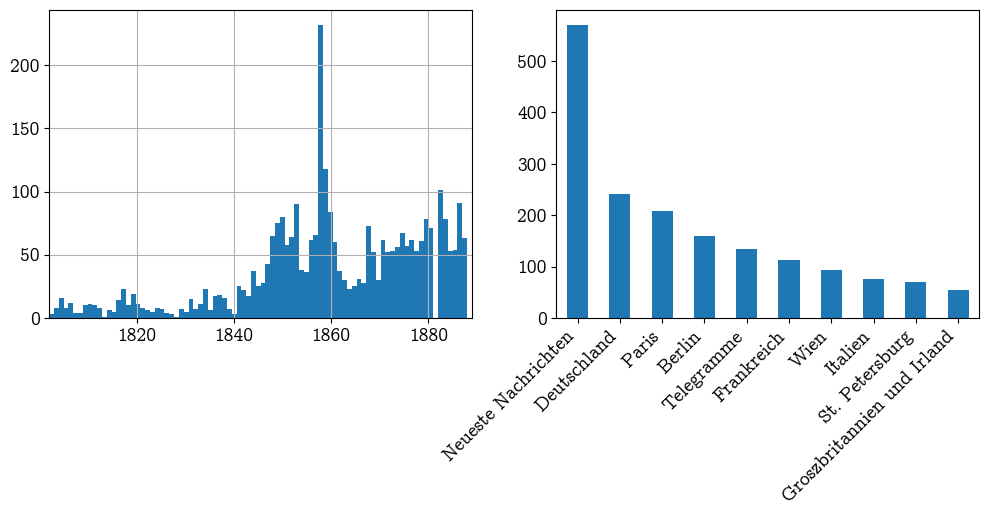 200
150
100
50
0
1820 1840 1860 1880
500
400
300
200
100
0
Neueste Nachrichten
Deutschland
Paris
Berlin
Telegramme
Frankreich
Wien
Italien
St. Petersburg
Groszbritannien und Irland